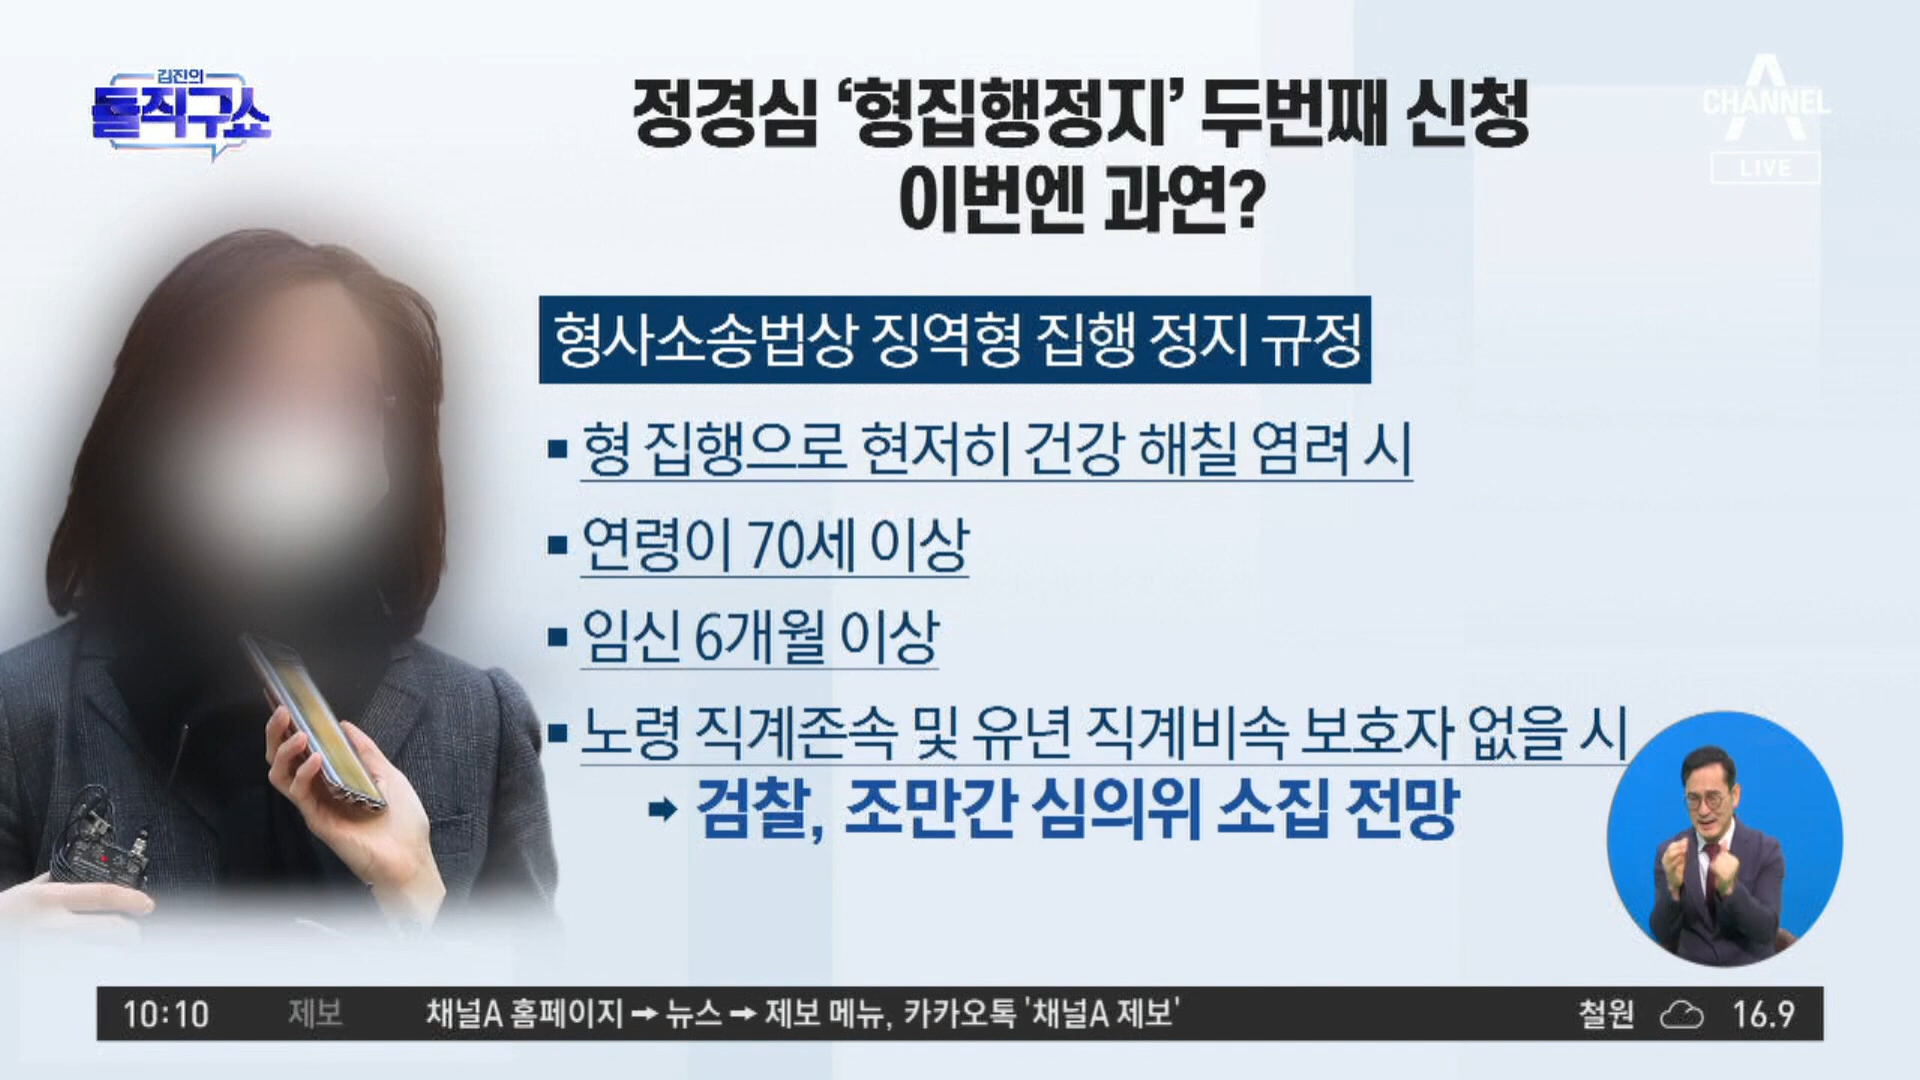 김진의
돌직구쇼
정경심 ‘형집행정지’ 두번째 신청
이번엔 과연?
CHANNEL A
LIVE
형사소송법상 징역형 집행 정지 규정
▪ 형 집행으로 현저히 건강 해칠 염려 시
▪ 연령이 70세 이상
▪ 임신 6개월 이상
▪ 노령 직계존속 및 유년 직계비속 보호자 없을 시
➡ 검찰, 조만간 심의위 소집 전망
10:10 제보 채널A 홈페이지 ➡ 뉴스 ➡ 제보 메뉴, 카카오톡 '채널A 제보' 철원 16.9